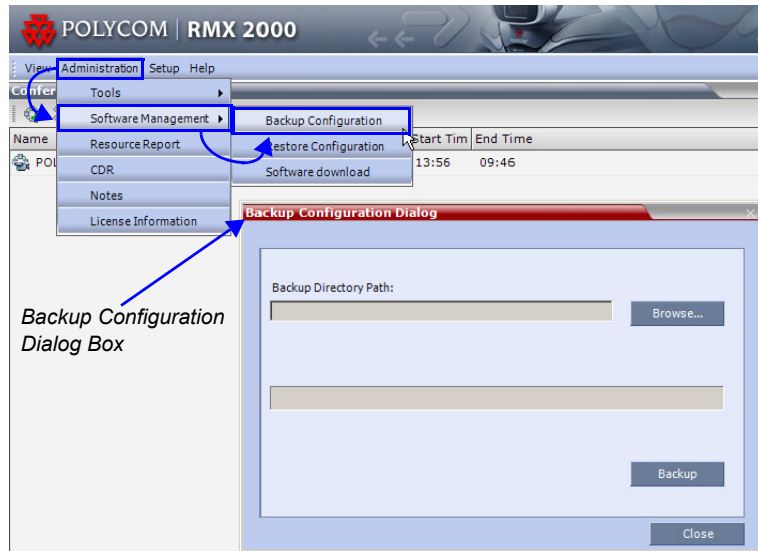 POLYCOM | RMX 2000
View Administration Setup Help
Confer
Tools
Software Management
Backup Configuration
Name
Resource Report
Restore Configuration
Start Tim
End Time
POL
CDR
Software download
13:56
09:46
Notes
License Information
Backup Configuration Dialog
Backup Directory Path:
Browse...
Backup Configuration
Dialog Box
Backup
Close